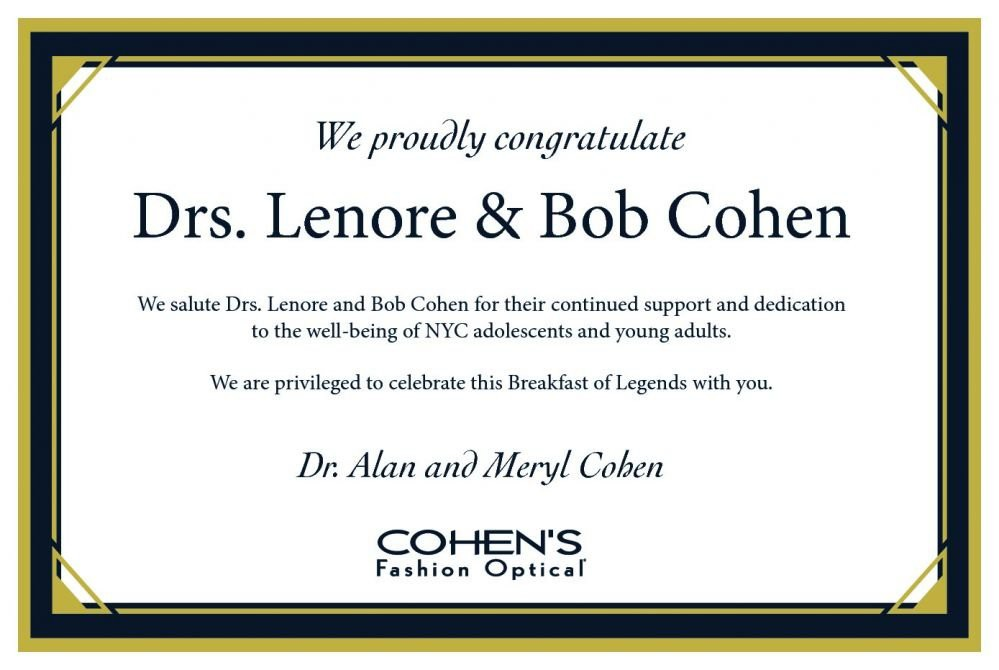 We proudly congratulate
Drs. Lenore & Bob Cohen
We salute Drs. Lenore and Bob Cohen for their continued support and dedication
to the well-being of NYC adolescents and young adults.
We are privileged to celebrate this Breakfast of Legends with you.
Dr. Alan and Meryl Cohen
COHEN'S
Fashion Optical